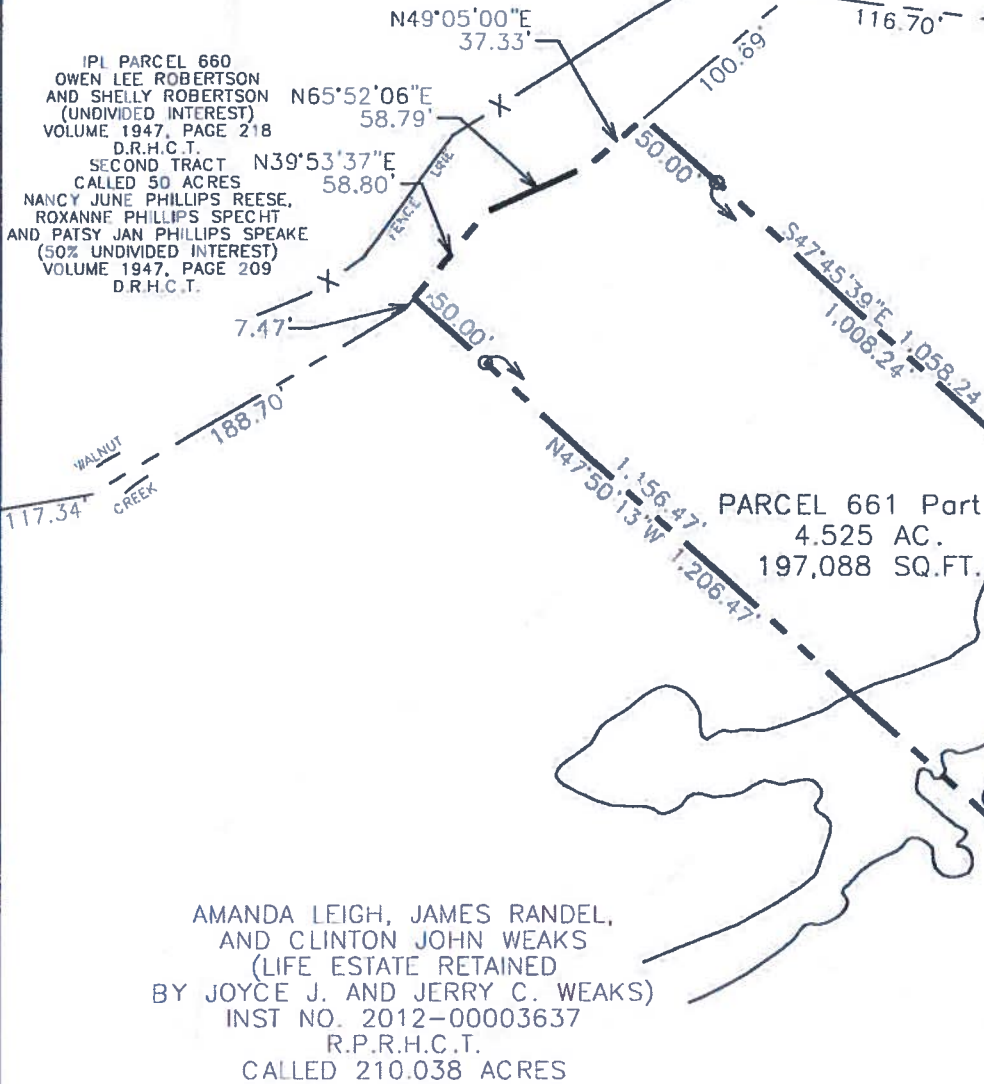 N49°05'00"E
37.33'
116.70'
100.69'
IPL PARCEL 660
OWEN LEE ROBERTSON
AND SHELLY ROBERTSON
(UNDIVIDED INTEREST)
VOLUME 1947, PAGE 218
D.R.H.C.T.
SECOND TRACT
CALLED 50 ACRES
NANCY JUNE PHILLIPS REESE,
ROXANNE PHILLIPS SPECHT
AND PATSY JAN PHILLIPS SPEAKE
(50% UNDIVIDED INTEREST)
VOLUME 1947, PAGE 209
D.R.H.C.T.
N65°52'06"E
58.79'
N39°53'37"E
58.80'
FENCE LINE
X
X
50.00'
S47°45'39"E 1,058.24'
1,008.24'
7.47'
50.00'
188.70'
WALNUT
CREEK
117.34'
1,156.47'
N47°50'13"W 1,206.47'
PARCEL 661 Part
4.525 AC.
197,088 SQ.FT.
AMANDA LEIGH, JAMES RANDEL,
AND CLINTON JOHN WEAKS
(LIFE ESTATE RETAINED
BY JOYCE J. AND JERRY C. WEAKS)
INST NO. 2012-00003637
R.P.R.H.C.T.
CALLED 210.038 ACRES